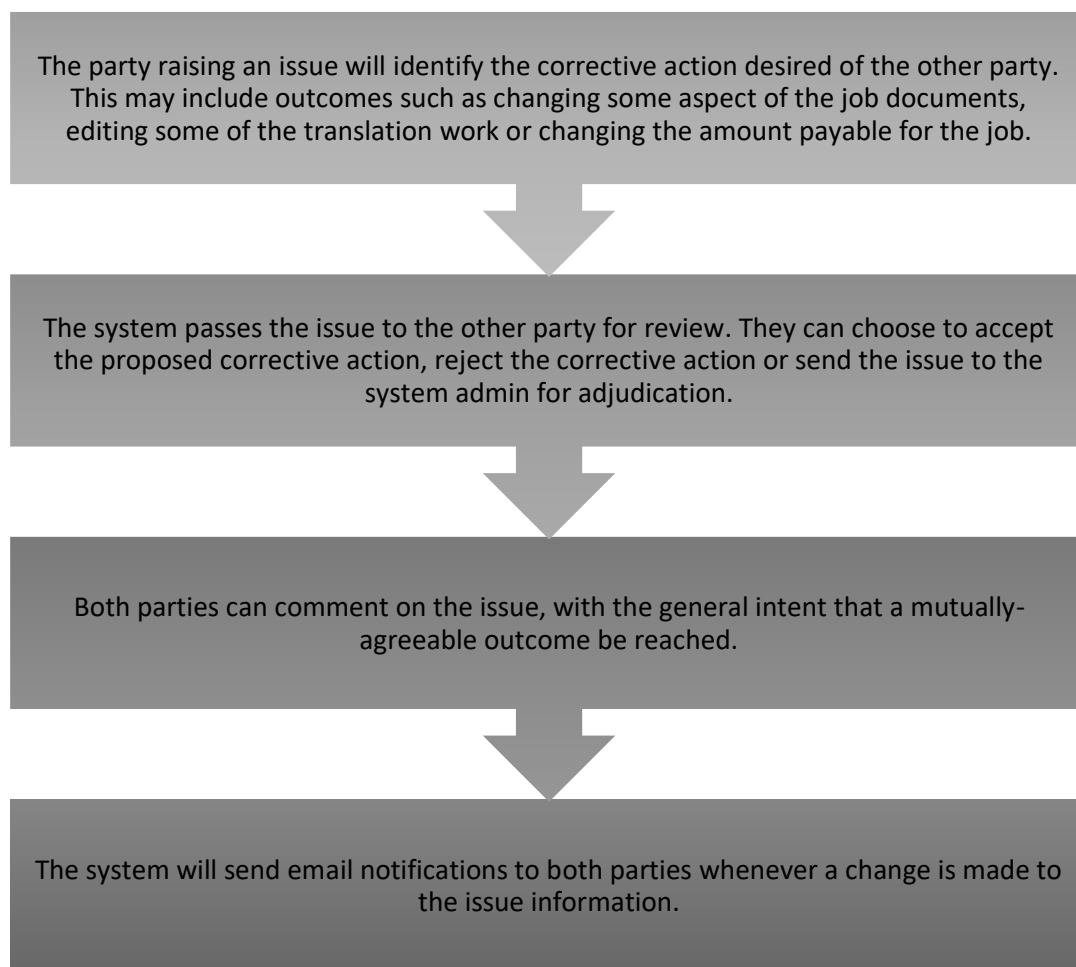 The party raising an issue will identify the corrective action desired of the other party.
This may include outcomes such as changing some aspect of the job documents,
editing some of the translation work or changing the amount payable for the job.
The system passes the issue to the other party for review. They can choose to accept
the proposed corrective action, reject the corrective action or send the issue to the
system admin for adjudication.
Both parties can comment on the issue, with the general intent that a mutually-
agreeable outcome be reached.
The system will send email notifications to both parties whenever a change is made to
the issue information.